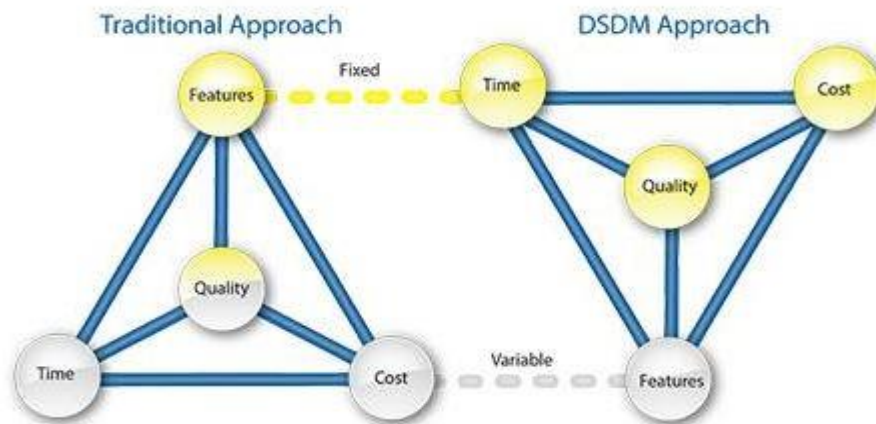 Traditional Approach
DSDM Approach
Features
Fixed
Time
Cost
Quality
Quality
Time
Cost
Variable
Features